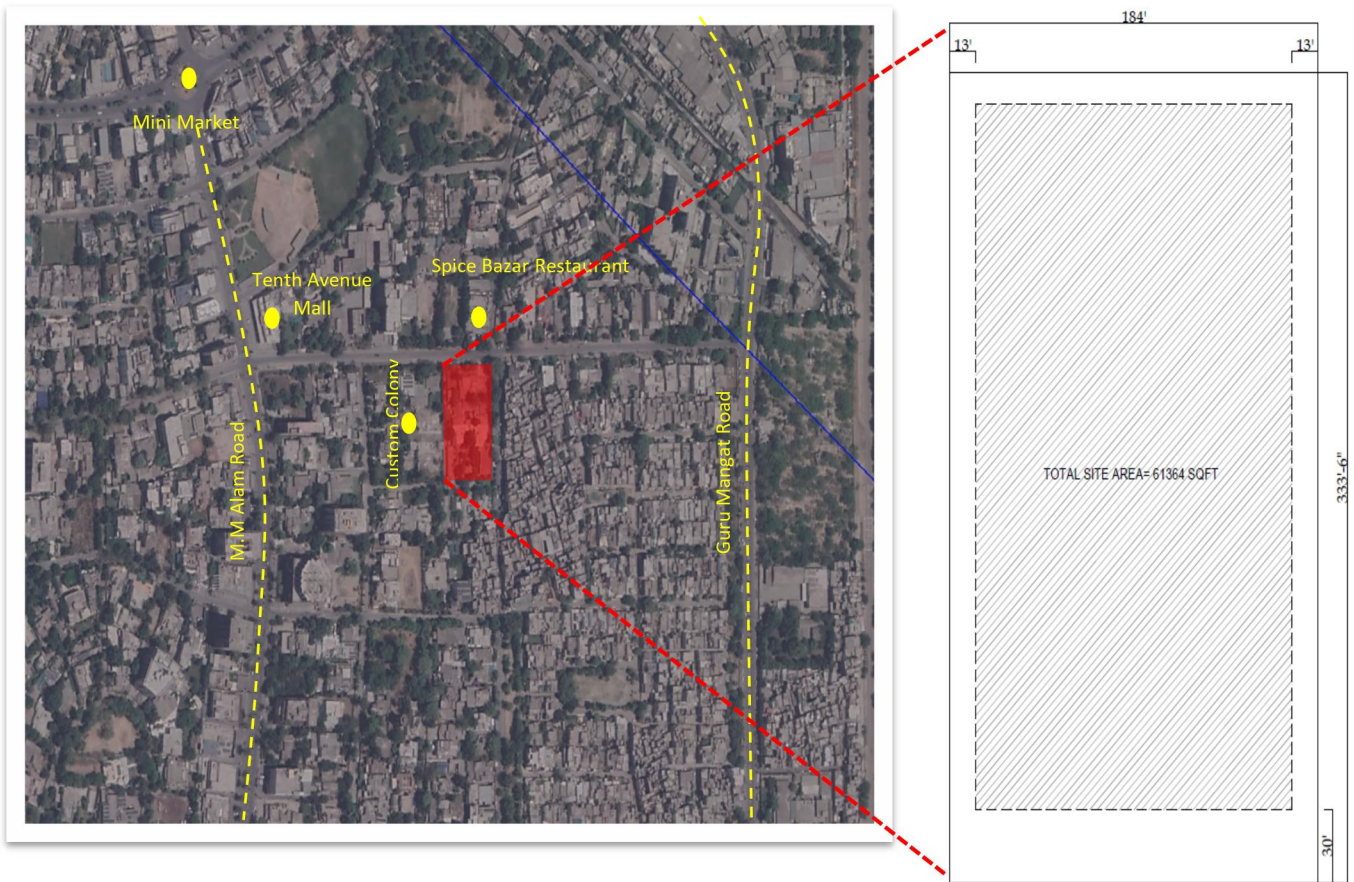 Mini Market
Tenth Avenue
Mall
Spice Bazar Restaurant
Custom Colony
M.M Alam Road
Guru Mangat Road
184'
13'
13'
TOTAL SITE AREA= 61364 SQFT
333'-6"
30'